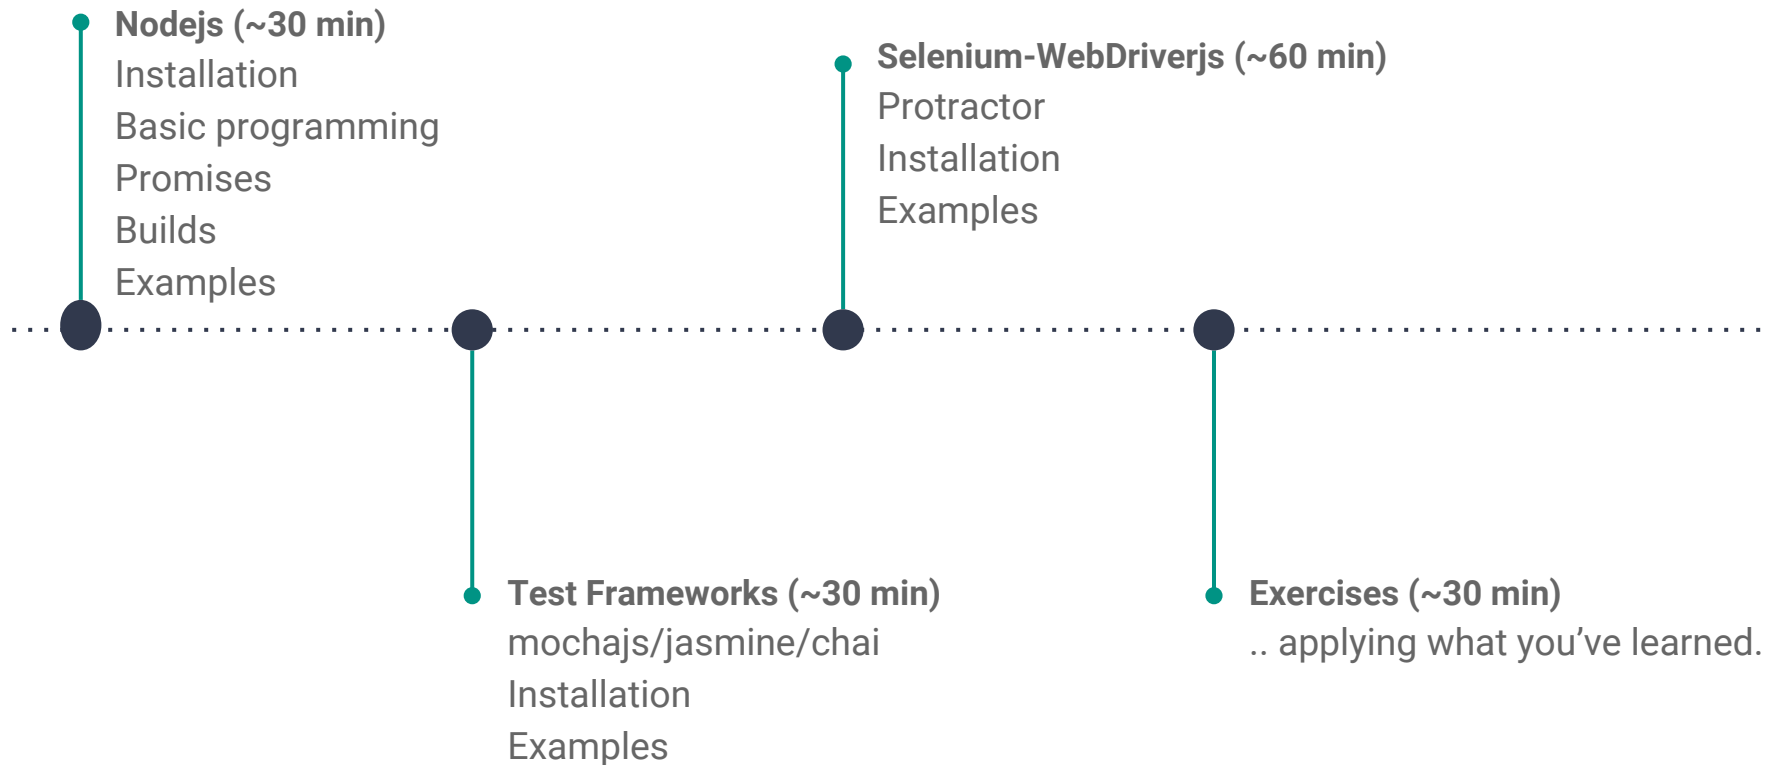 Nodejs (~30 min)
Installation
Basic programming
Promises
Builds
Examples
Test Frameworks (~30 min)
mochajs/jasmine/chai
Installation
Examples
Selenium-WebDriverjs (~60 min)
Protractor
Installation
Examples
Exercises (~30 min)
.. applying what you’ve learned.